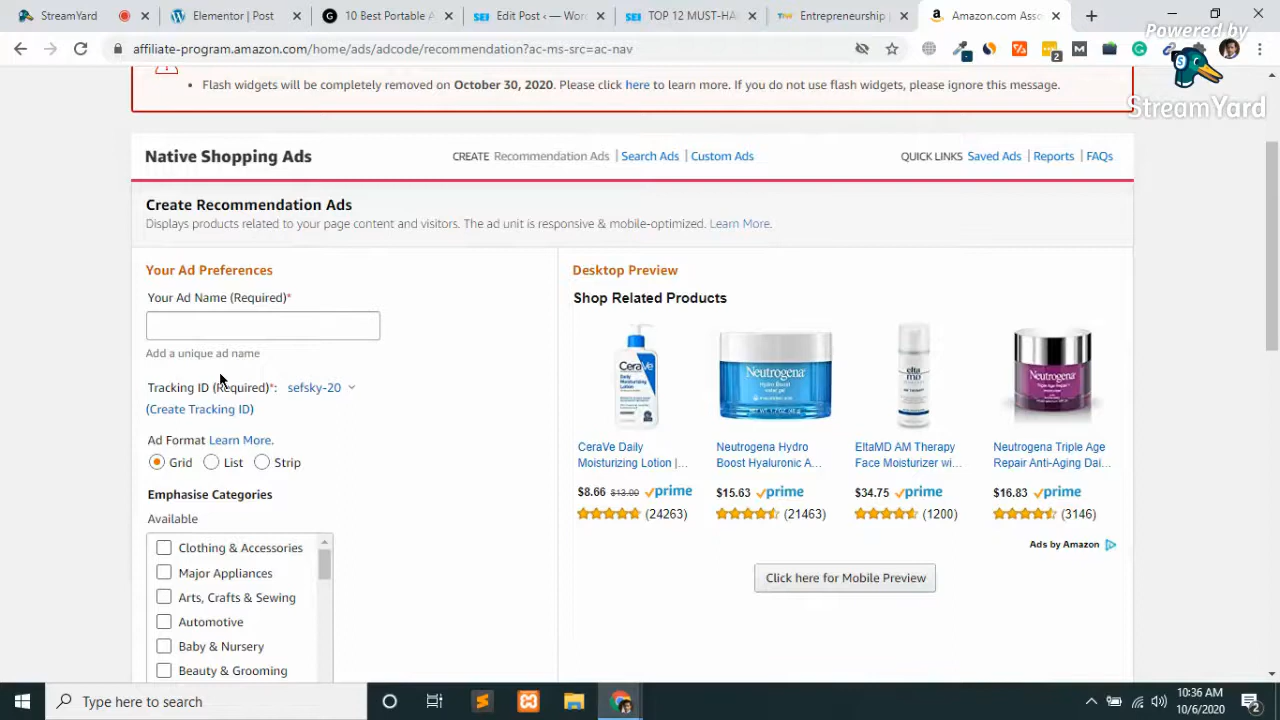 StreamYard
Elementor | Post
10 Best Portable A
Edit Post ‹ — Wor
TOP 12 MUST-HA
Entrepreneurship
Amazon.com Asso
affiliate-program.amazon.com/home/ads/adcode/recommendation?ac-ms-src=ac-nav
2
Powered by
StreamYard
Flash widgets will be completely removed on October 30, 2020. Please click here to learn more. If you do not use flash widgets, please ignore this message.
Native Shopping Ads
CREATE Recommendation Ads | Search Ads | Custom Ads
QUICK LINKS Saved Ads | Reports | FAQs
Create Recommendation Ads
Displays products related to your page content and visitors. The ad unit is responsive & mobile-optimized. Learn More.
Your Ad Preferences
Your Ad Name (Required)*
Add a unique ad name
Tracking ID (Required)*: sefsky-20
(Create Tracking ID)
Ad Format Learn More.
Grid List Strip
Emphasise Categories
Available
Clothing & Accessories
Major Appliances
Arts, Crafts & Sewing
Automotive
Baby & Nursery
Beauty & Grooming
Desktop Preview
Shop Related Products
CeraVe Daily
Moisturizing Lotion |...
$8.66 $13.00 prime
(24263)
Neutrogena Hydro
Boost Hyaluronic A...
$15.63 prime
(21463)
EltaMD AM Therapy
Face Moisturizer wi...
$34.75 prime
(1200)
Neutrogena Triple Age
Repair Anti-Aging Dai...
$16.83 prime
(3146)
Ads by Amazon
Click here for Mobile Preview
Type here to search
10:36 AM
10/6/2020
2